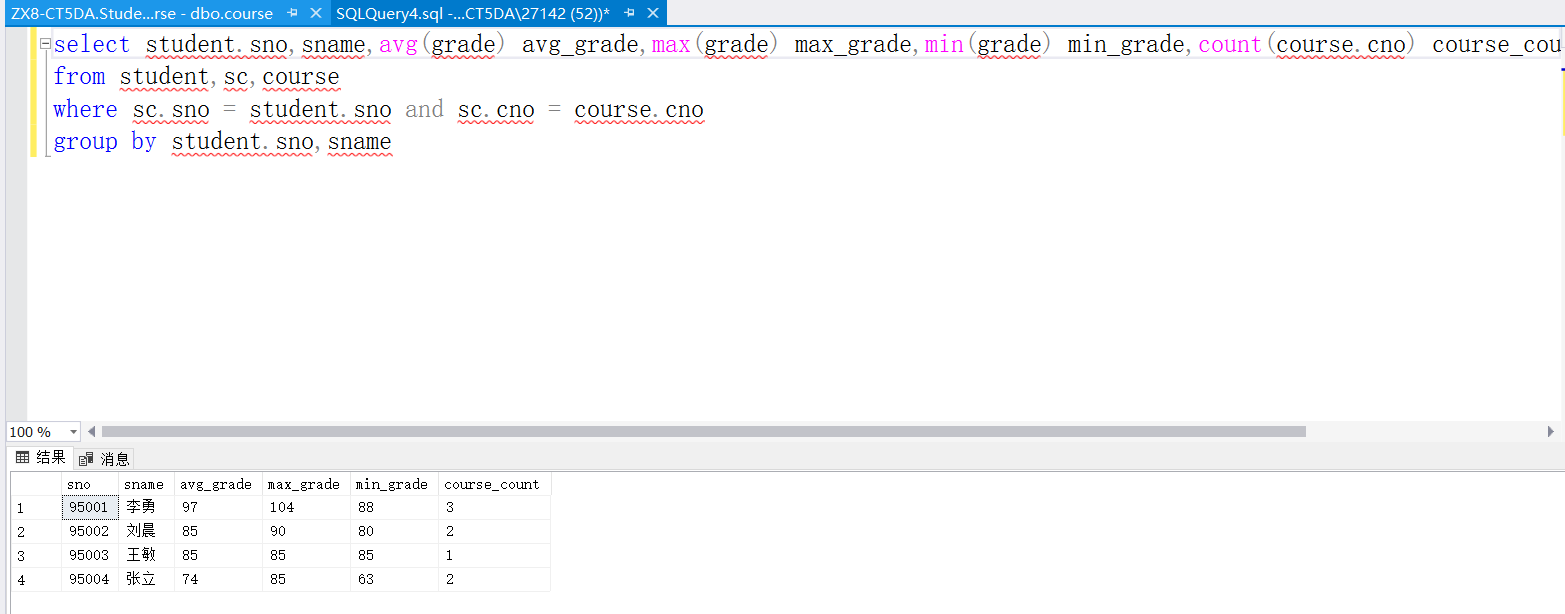 ZX8-CT5DA.Stude...rse - dbo.course SQLQuery4.sql -...CT5DA\27142 (52))*
select student.sno,sname,avg(grade) avg_grade,max(grade) max_grade,min(grade) min_grade,count(course.cno) course_cou
from student,sc,course
where sc.sno = student.sno and sc.cno = course.cno
group by student.sno,sname
100 %
结果 消息
sno sname avg_grade max_grade min_grade course_count
1 95001 李勇 97 104 88 3
2 95002 刘晨 85 90 80 2
3 95003 王敏 85 85 85 1
4 95004 张立 74 85 63 2